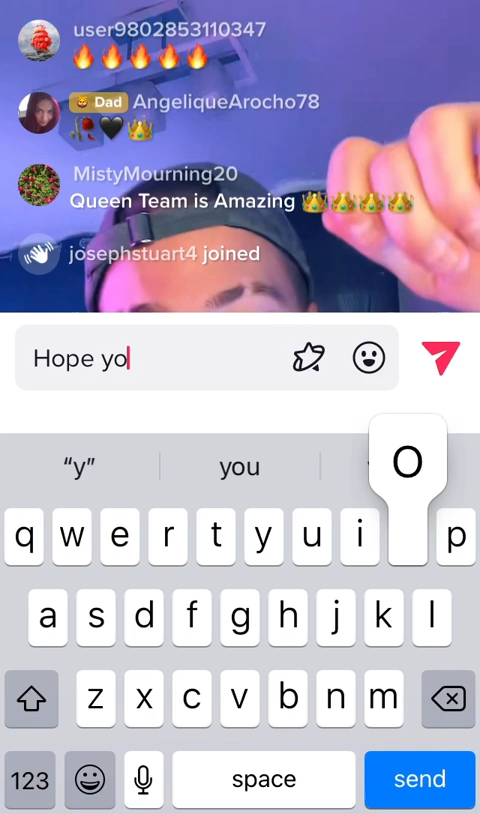 user9802853110347
🔥🔥🔥🔥🔥
Dad AngeliqueArocho78
🥀🖤👑
MistyMourning20
Queen Team is Amazing 👑👑👑👑
josephstuart4 joined
Hope yo
“y” you
O
q w e r t y u i p
a s d f g h j k l
z x c v b n m
123 space send